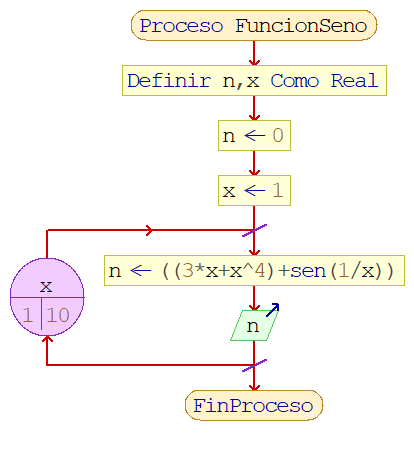 Proceso FuncionSeno
Definir n,x Como Real
n ← 0
x ← 1
n ← ((3*x+x^4)+sen(1/x))
x
1 10
n
FinProceso